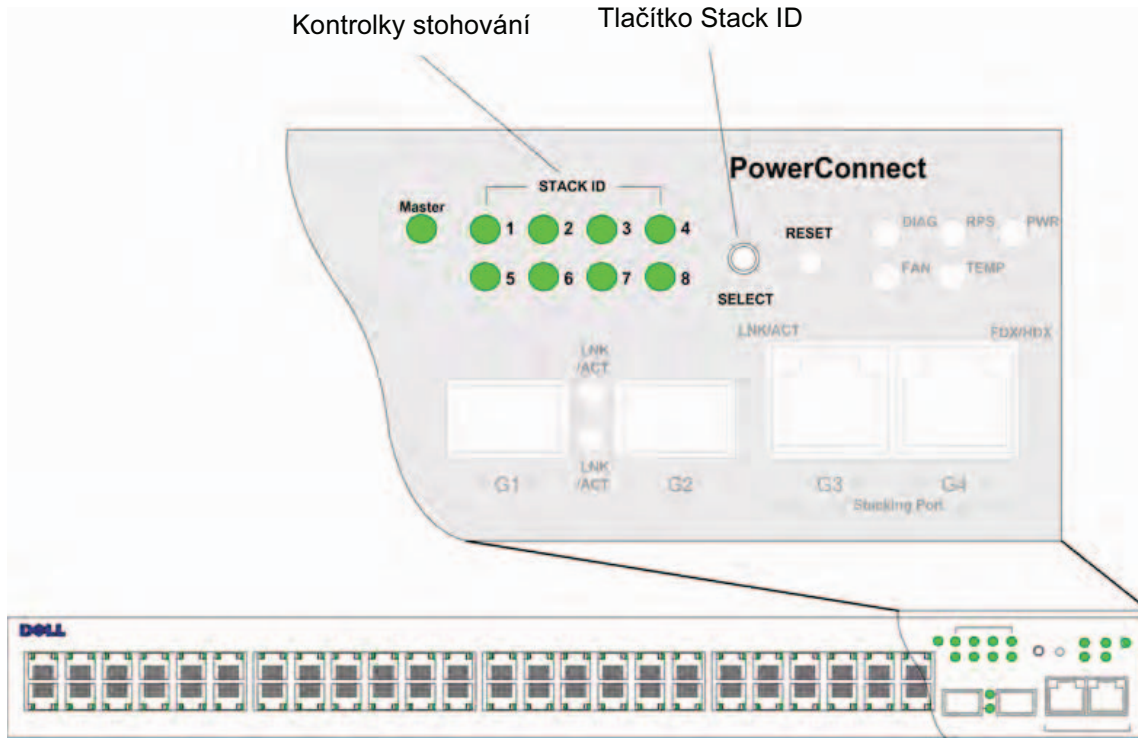 Kontrolky stohování
Tlačítko Stack ID
PowerConnect
STACK ID
Master
1 2 3 4
5 6 7 8
RESET
SELECT
DIAG RPS PWR
FAN TEMP
LNK/ACT
FDX/HDX
LNK
/ACT
LNK
/ACT
G1
G2
G3
G4
Stacking Port
DELL